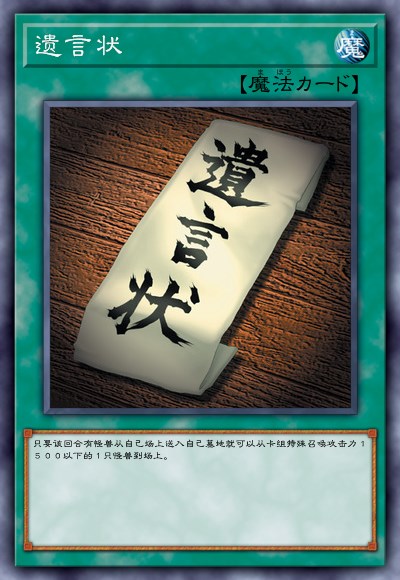 遺言状
魔
【魔法カード】
まほう
遺言状
只要该回合有怪兽从自己场上送入自己墓地就可以从卡组特殊召唤攻击力１
５００以下的１只怪兽到场上。